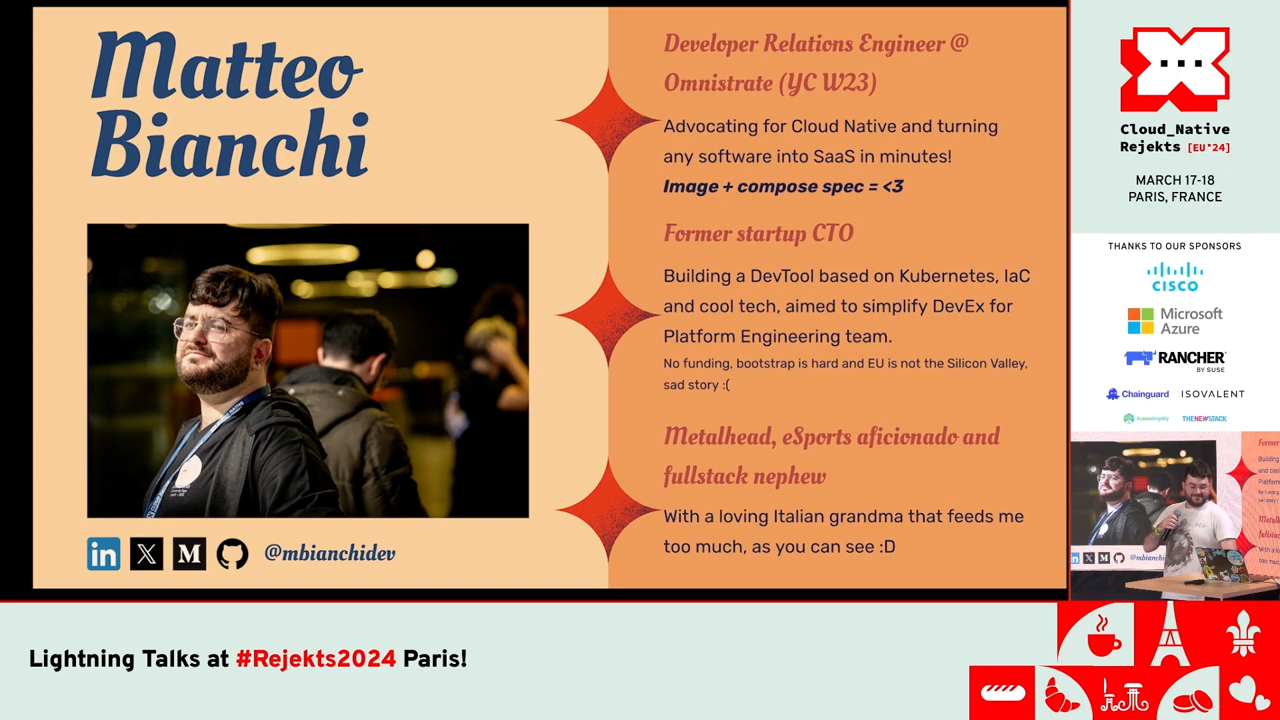 Matteo
Bianchi
@mbianchidev
Developer Relations Engineer @
Omnistrate (YC W23)
Advocating for Cloud Native and turning
any software into SaaS in minutes!
Image + compose spec = <3
Former startup CTO
Building a DevTool based on Kubernetes, IaC
and cool tech, aimed to simplify DevEx for
Platform Engineering team.
No funding, bootstrap is hard and EU is not the Silicon Valley,
sad story :(
Metalhead, eSports aficionado and
fullstack nephew
With a loving Italian grandma that feeds me
too much, as you can see :D
Cloud_Native
Rejekts [EU'24]
MARCH 17-18
PARIS, FRANCE
THANKS TO OUR SPONSORS
CISCO
Microsoft
Azure
RANCHER
BY SUSE
Chainguard
ISOVALENT
kubesimplify
THENEWSTACK
Lightning Talks at #Rejekts2024 Paris!